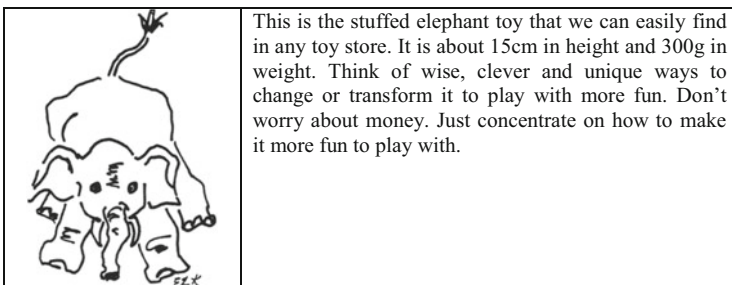 This is the stuffed elephant toy that we can easily find
in any toy store. It is about 15cm in height and 300g in
weight. Think of wise, clever and unique ways to
change or transform it to play with more fun. Don’t
worry about money. Just concentrate on how to make
it more fun to play with.